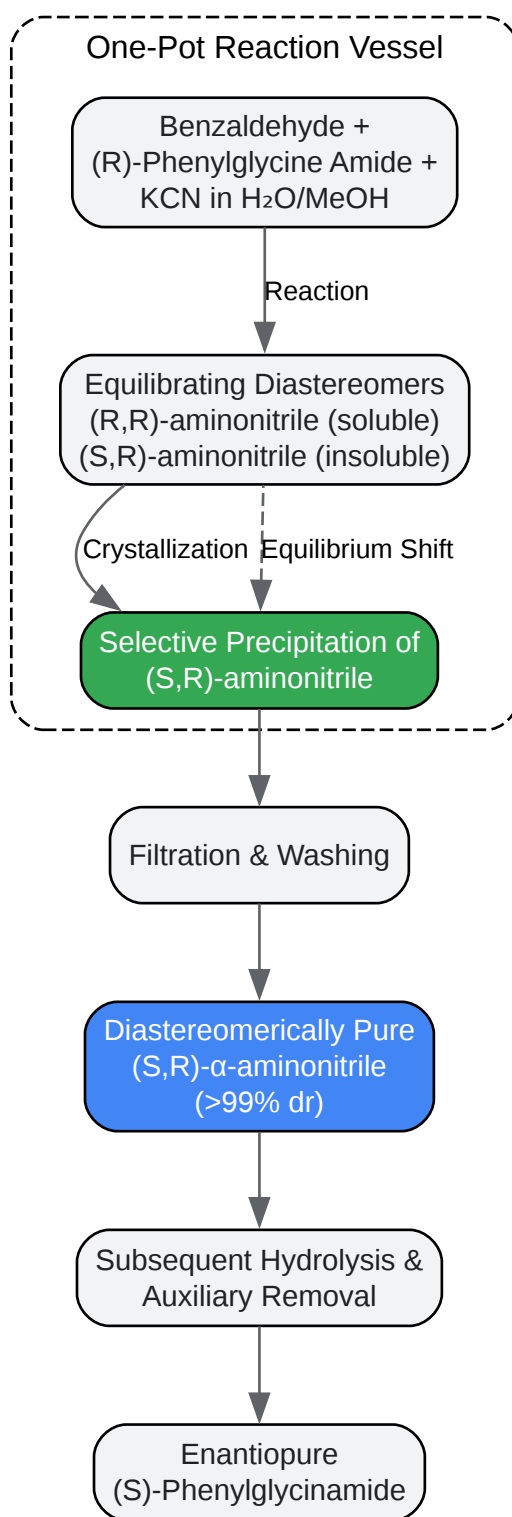 One-Pot Reaction Vessel
Benzaldehyde +
(R)-Phenylglycine Amide +
KCN in H₂O/MeOH
Reaction
Equilibrating Diastereomers
(R,R)-aminonitrile (soluble)
(S,R)-aminonitrile (insoluble)
Crystallization
Equilibrium Shift
Selective Precipitation of
(S,R)-aminonitrile
Filtration & Washing
Diastereomerically Pure
(S,R)-α-aminonitrile
(>99% dr)
Subsequent Hydrolysis &
Auxiliary Removal
Enantiopure
(S)-Phenylglycinamide